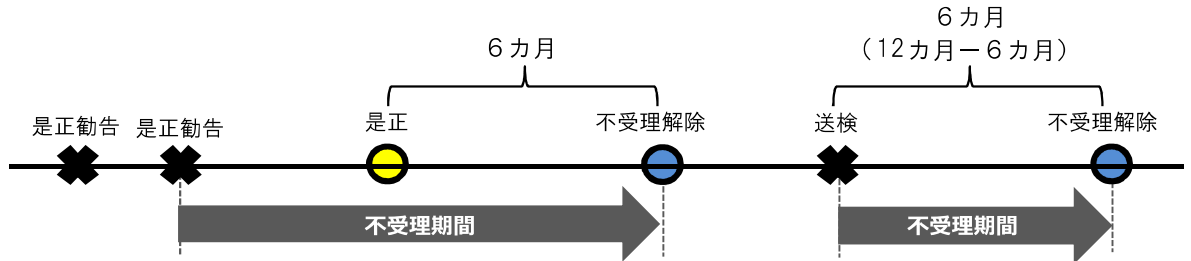 6カ月
6カ月
（12カ月－6カ月）
是正勧告
是正勧告
是正
不受理解除
送検
不受理解除
不受理期間
不受理期間